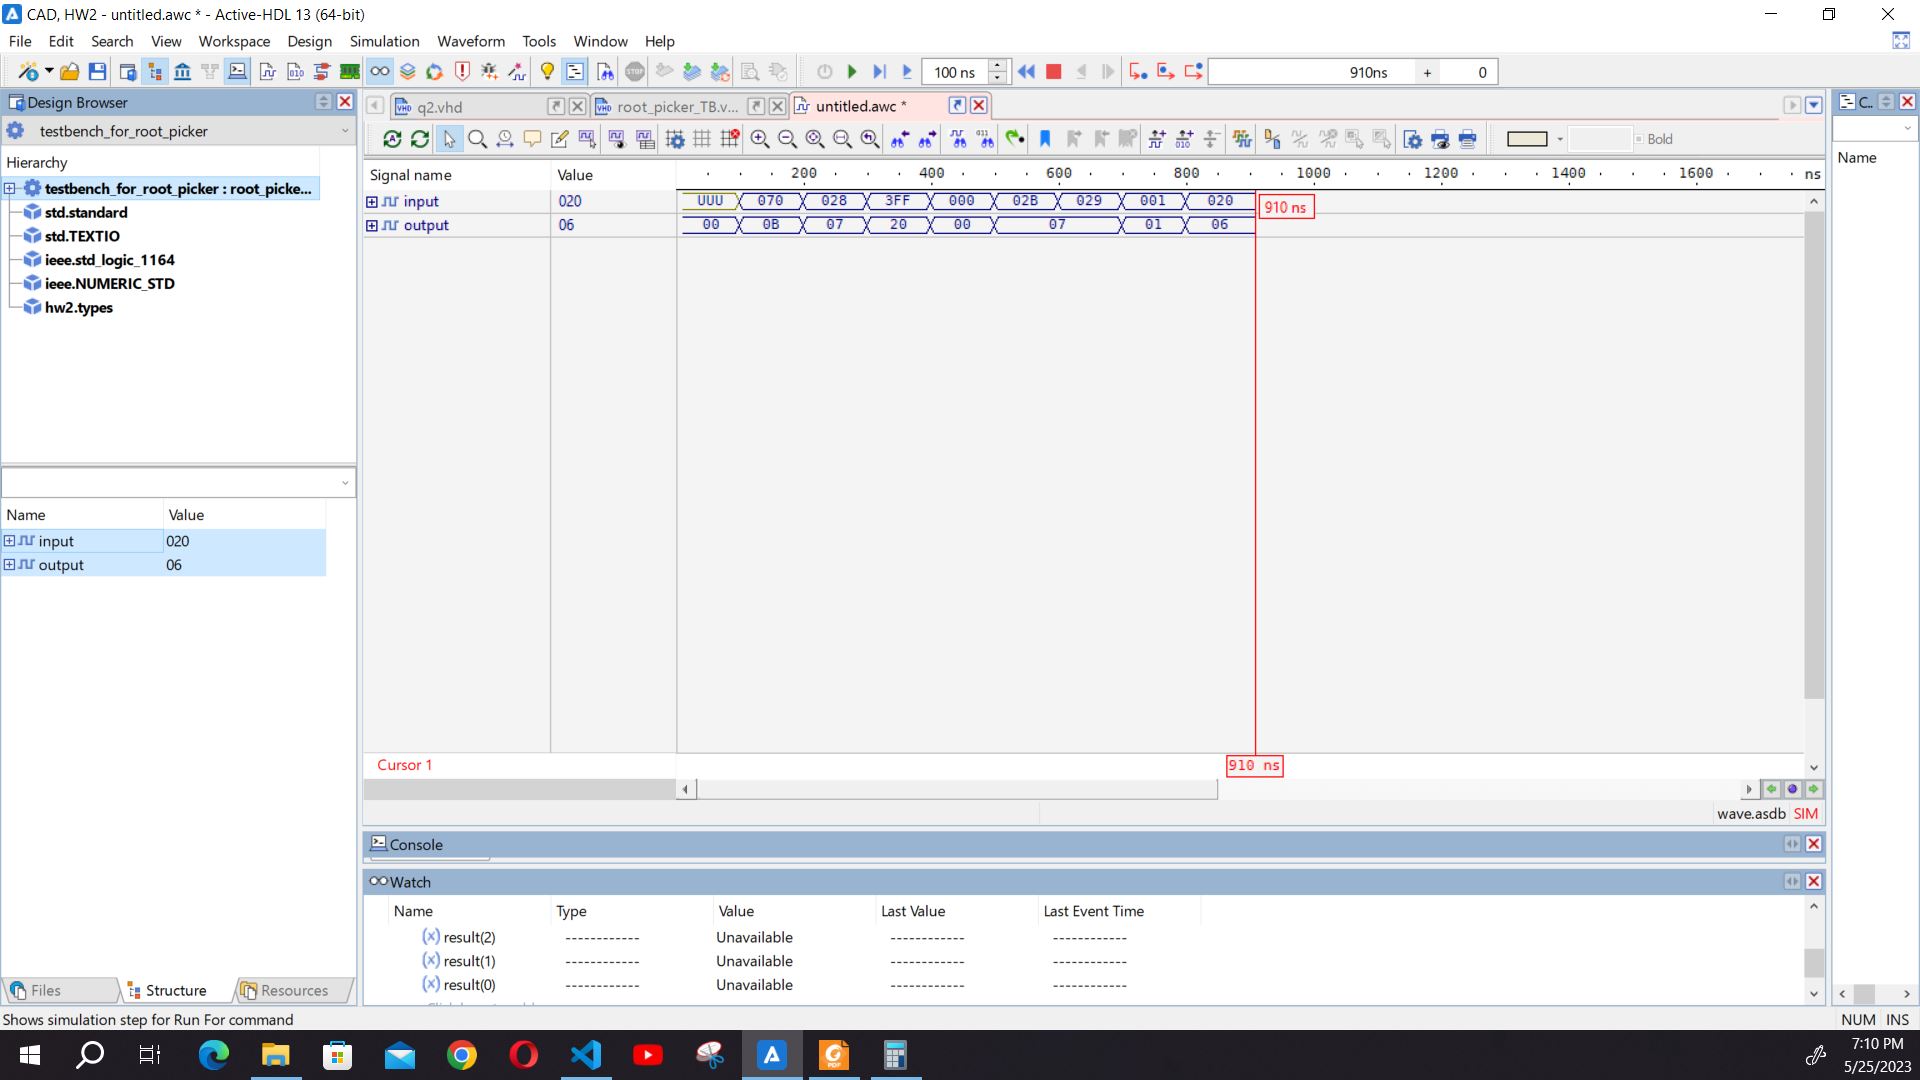 CAD, HW2 - untitled.awc * - Active-HDL 13 (64-bit)
File Edit Search View Workspace Design Simulation Waveform Tools Window Help
100 ns 910ns + 0
Design Browser
testbench_for_root_picker
Hierarchy
testbench_for_root_picker : root_picke...
std.standard
std.TEXTIO
ieee.std_logic_1164
ieee.NUMERIC_STD
hw2.types
Name Value
input 020
output 06
Files Structure Resources
q2.vhd root_picker_TB.v... untitled.awc *
Bold
Signal name Value 200 400 600 800 1000 1200 1400 1600 ns
input 020 UUU 070 028 3FF 000 02B 029 001 020 910 ns
output 06 00 0B 07 20 00 07 01 06
Cursor 1 910 ns
wave.asdb SIM
Console
Watch
Name Type Value Last Value Last Event Time
result(2) ------------ Unavailable ------------ ------------
result(1) ------------ Unavailable ------------ ------------
result(0) ------------ Unavailable ------------ ------------
C..
Name
Shows simulation step for Run For command
NUM INS
7:10 PM
5/25/2023